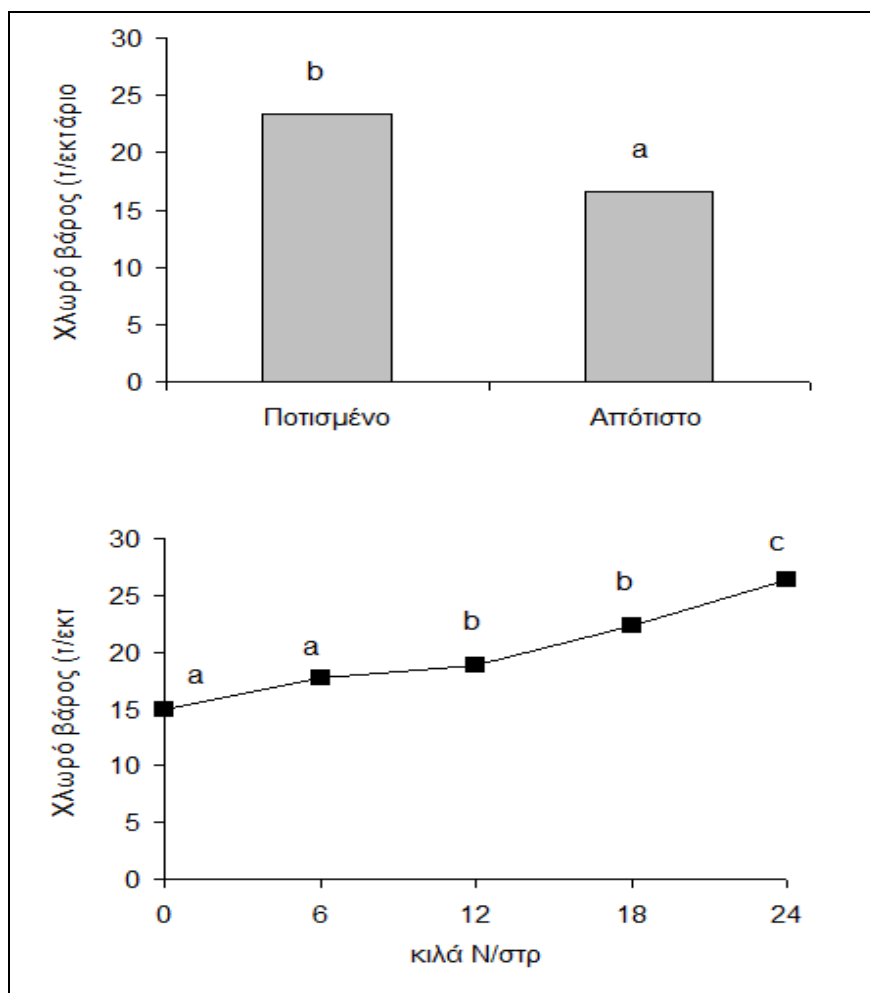 Χλωρό βάρος (τ/εκτάριο
30
25
20
15
10
5
0
b
a
Ποτισμένο
Απότιστο
Χλωρό βάρος (τ/εκτ
30
25
20
15
10
5
0
a
a
b
b
c
0 6 12 18 24
κιλά Ν/στρ